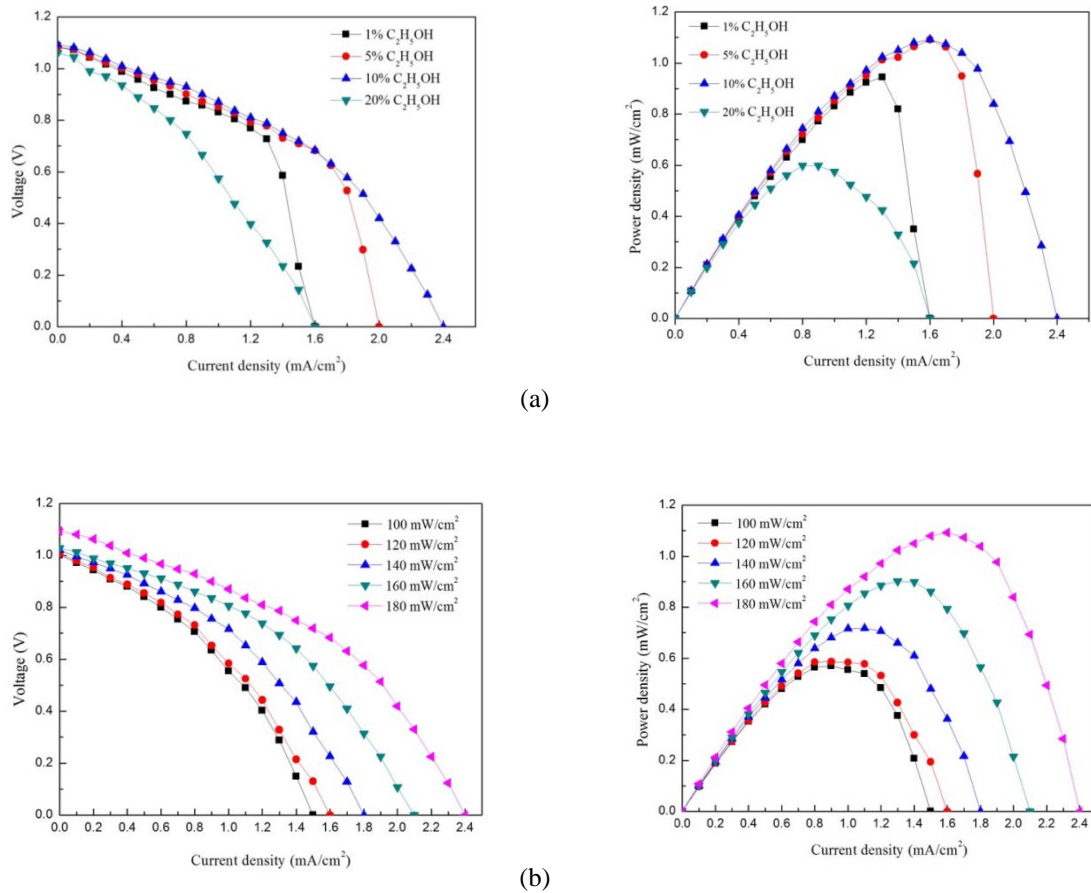 1.2
1.0
0.8
0.6
0.4
0.2
0.0
Voltage (V)
1% C₂H₅OH
5% C₂H₅OH
10% C₂H₅OH
20% C₂H₅OH
0.0 0.4 0.8 1.2 1.6 2.0 2.4
Current density (mA/cm²)
1.2
1.0
0.8
0.6
0.4
0.2
0.0
Power density (mW/cm²)
1% C₂H₅OH
5% C₂H₅OH
10% C₂H₅OH
20% C₂H₅OH
0.0 0.4 0.8 1.2 1.6 2.0 2.4
Current density (mA/cm²)
(a)
1.2
1.0
0.8
0.6
0.4
0.2
0.0
Voltage (V)
100 mW/cm²
120 mW/cm²
140 mW/cm²
160 mW/cm²
180 mW/cm²
0.0 0.2 0.4 0.6 0.8 1.0 1.2 1.4 1.6 1.8 2.0 2.2 2.4
Current density (mA/cm²)
1.2
1.0
0.8
0.6
0.4
0.2
0.0
Power density (mW/cm²)
100 mW/cm²
120 mW/cm²
140 mW/cm²
160 mW/cm²
180 mW/cm²
0.0 0.2 0.4 0.6 0.8 1.0 1.2 1.4 1.6 1.8 2.0 2.2 2.4
Current density (mA/cm²)
(b)